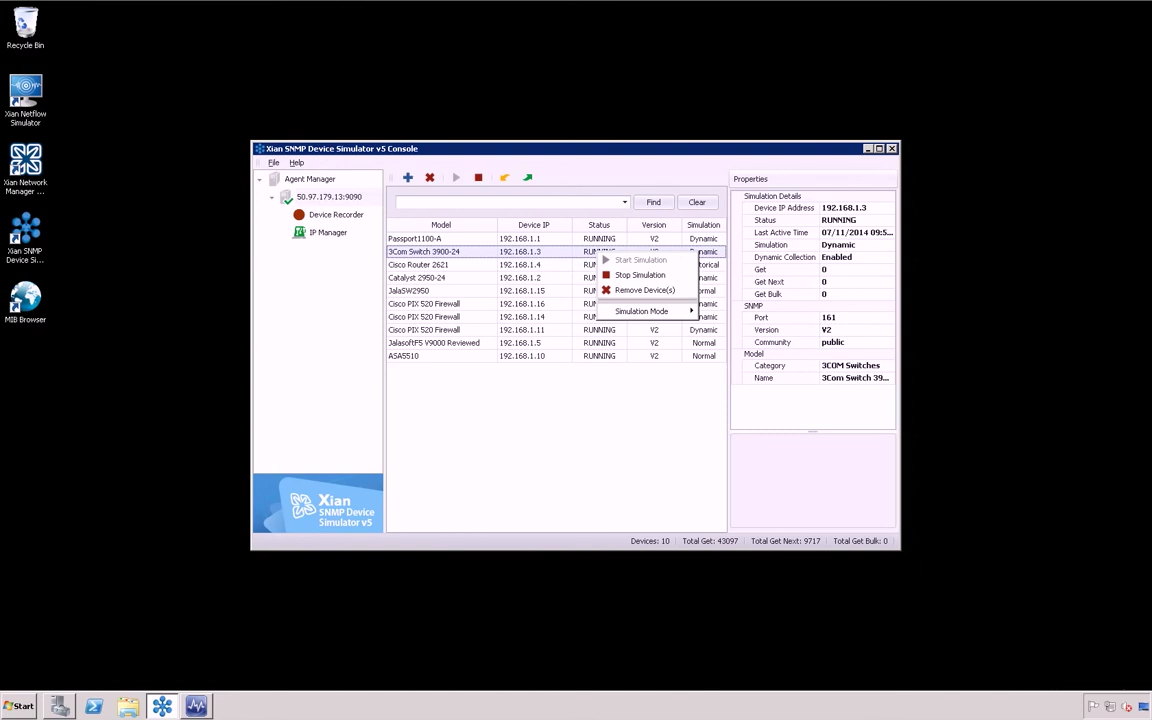 Recycle Bin
Xian Netflow
Simulator
Xian Network
Manager ...
Xian SNMP
Device Si...
MIB Browser
Xian SNMP Device Simulator v5 Console
File Help
Agent Manager
50.97.179.13:9090
Device Recorder
IP Manager
Xian
SNMP Device
Simulator v5
Find Clear
Model Device IP Status Version Simulation
Passport1100-A 192.168.1.1 RUNNING V2 Dynamic
3Com Switch 3900-24 192.168.1.3
Cisco Router 2621 192.168.1.4
Catalyst 2950-24 192.168.1.2
JalaSW2950 192.168.1.15
Cisco PIX 520 Firewall 192.168.1.16
Cisco PIX 520 Firewall 192.168.1.14
Cisco PIX 520 Firewall 192.168.1.11 RUNNING V2 Dynamic
JalasoftF5 V9000 Reviewed 192.168.1.5 RUNNING V2 Normal
ASA5510 192.168.1.10 RUNNING V2 Normal
Start Simulation
Stop Simulation
Remove Device(s)
Simulation Mode
Properties
Simulation Details
Device IP Address 192.168.1.3
Status RUNNING
Last Active Time 07/11/2014 09:5...
Simulation Dynamic
Dynamic Collection Enabled
Get 0
Get Next 0
Get Bulk 0
SNMP
Port 161
Version V2
Community public
Model
Category 3COM Switches
Name 3Com Switch 39...
Devices: 10 Total Get: 43097 Total Get Next: 9717 Total Get Bulk: 0
Start